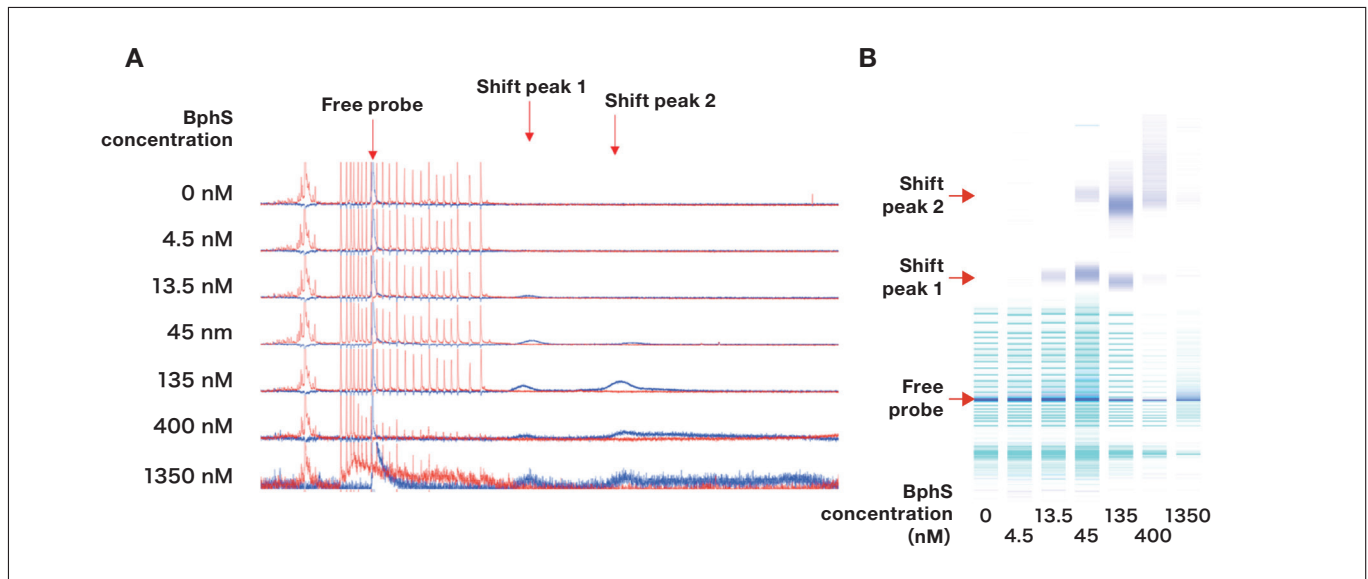 A
BphS
concentration
Free probe
Shift peak 1
Shift peak 2
0 nM
4.5 nM
13.5 nM
45 nm
135 nM
400 nM
1350 nM
B
Shift
peak 2
Shift
peak 1
Free
probe
BphS
concentration
(nM)
0 13.5 135 1350
4.5 45 400